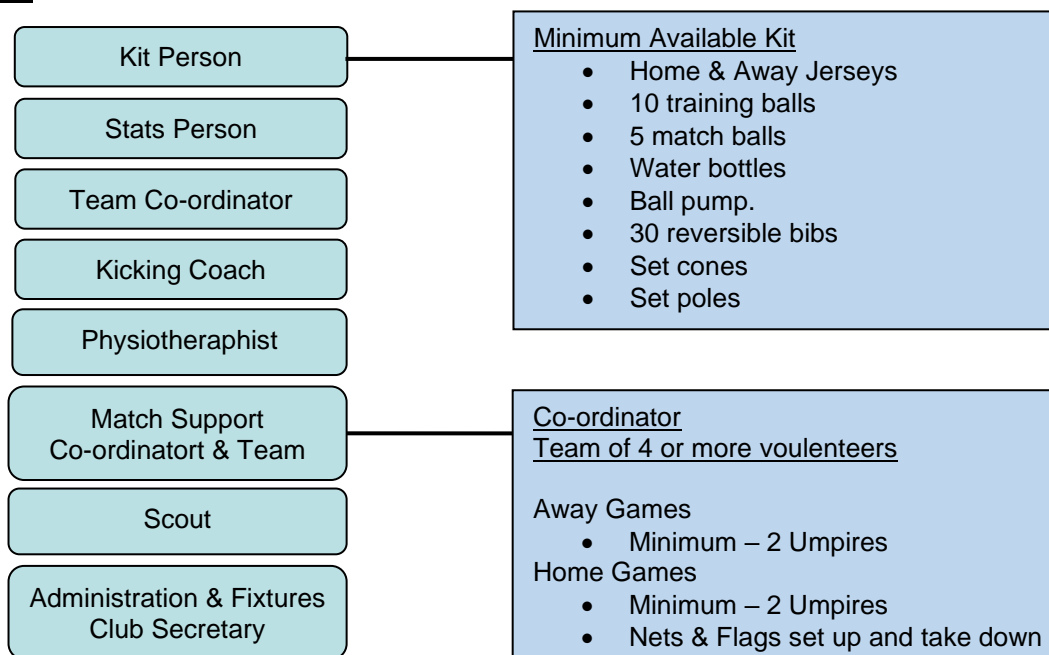 Kit Person
Stats Person
Team Co-ordinator
Kicking Coach
Physiotheraphist
Match Support
Co-ordinatort & Team
Scout
Administration & Fixtures
Club Secretary
Minimum Available Kit
• Home & Away Jerseys
• 10 training balls
• 5 match balls
• Water bottles
• Ball pump.
• 30 reversible bibs
• Set cones
• Set poles
Co-ordinator
Team of 4 or more voulenteers
Away Games
• Minimum – 2 Umpires
Home Games
• Minimum – 2 Umpires
• Nets & Flags set up and take down